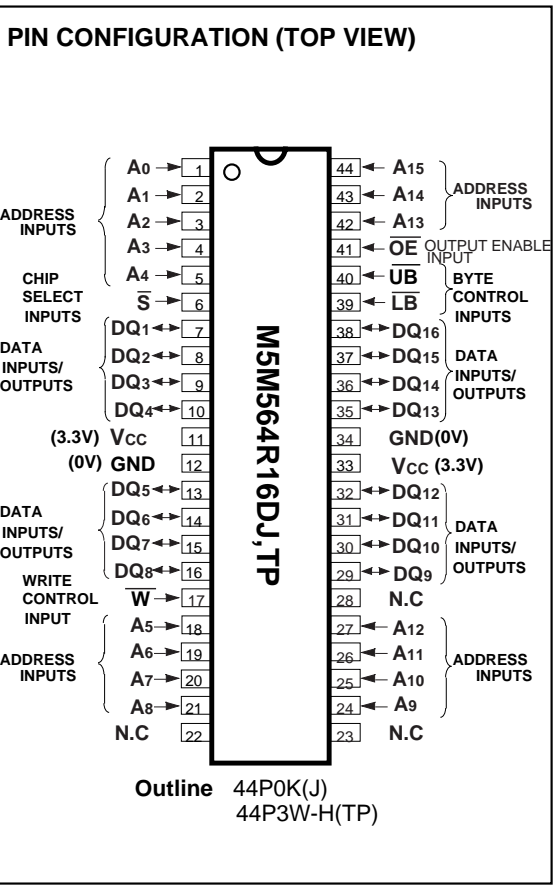 PIN CONFIGURATION (TOP VIEW)
ADDRESS
INPUTS
CHIP
SELECT
INPUTS
DATA
INPUTS/
OUTPUTS
DATA
INPUTS/
OUTPUTS
WRITE
CONTROL
INPUT
ADDRESS
INPUTS
A0 1
A1 2
A2 3
A3 4
A4 5
S̅ 6
DQ1 7
DQ2 8
DQ3 9
DQ4 10
(3.3V) VCC 11
(0V) GND 12
DQ5 13
DQ6 14
DQ7 15
DQ8 16
W̅ 17
A5 18
A6 19
A7 20
A8 21
N.C 22
M5M564R16DJ,TP
44 A15
43 A14
42 A13
41 O̅E̅ OUTPUT ENABLE
INPUT
40 U̅B̅
39 L̅B̅
38 DQ16
37 DQ15
36 DQ14
35 DQ13
34 GND(0V)
33 VCC (3.3V)
32 DQ12
31 DQ11
30 DQ10
29 DQ9
28 N.C
27 A12
26 A11
25 A10
24 A9
23 N.C
ADDRESS
INPUTS
BYTE
CONTROL
INPUTS
DATA
INPUTS/
OUTPUTS
DATA
INPUTS/
OUTPUTS
ADDRESS
INPUTS
Outline 44P0K(J)
44P3W-H(TP)